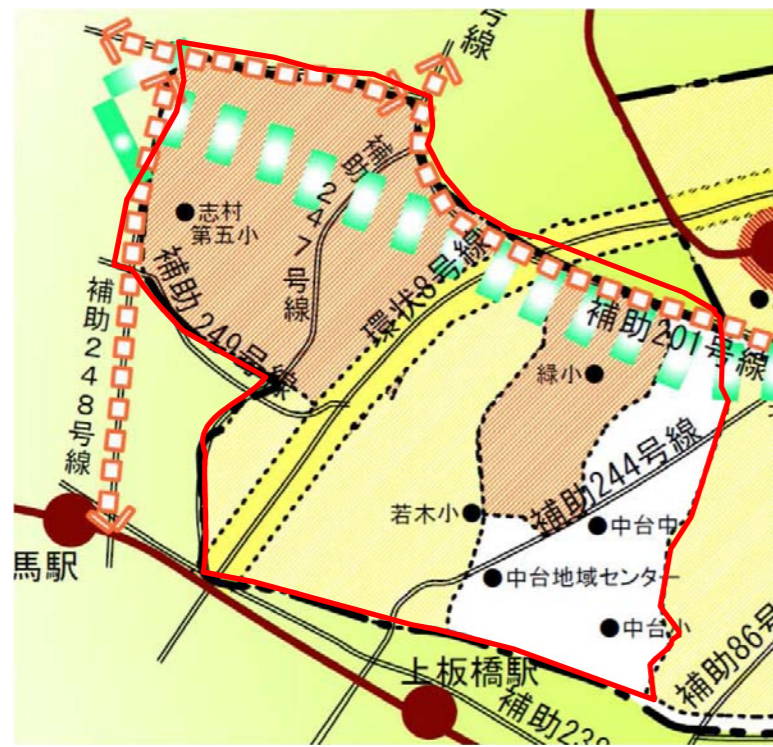 号線
補助247号線
志村
第五小
補助249号線
環状8号線
補助248号線
補助201号線
緑小
補助244号線
若木小
中台中
中台地域センター
中台小
馬駅
上板橋駅
補助86号
補助239